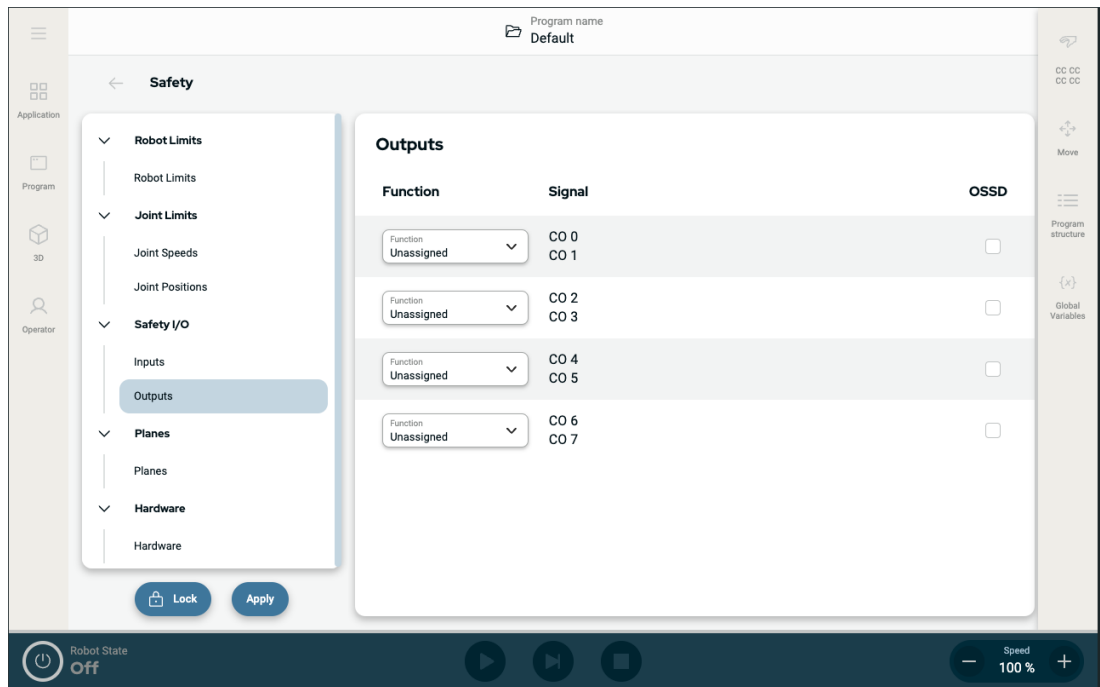 Program name
Default
Application
Program
3D
Operator
Safety
Robot Limits
Robot Limits
Joint Limits
Joint Speeds
Joint Positions
Safety I/O
Inputs
Outputs
Planes
Planes
Hardware
Hardware
Lock
Apply
Outputs
Function
Signal
OSSD
Function
Unassigned
CO 0
CO 1
Function
Unassigned
CO 2
CO 3
Function
Unassigned
CO 4
CO 5
Function
Unassigned
CO 6
CO 7
CC CC
CC CC
Move
Program
structure
{x}
Global
Variables
Robot State
Off
Speed
100 %